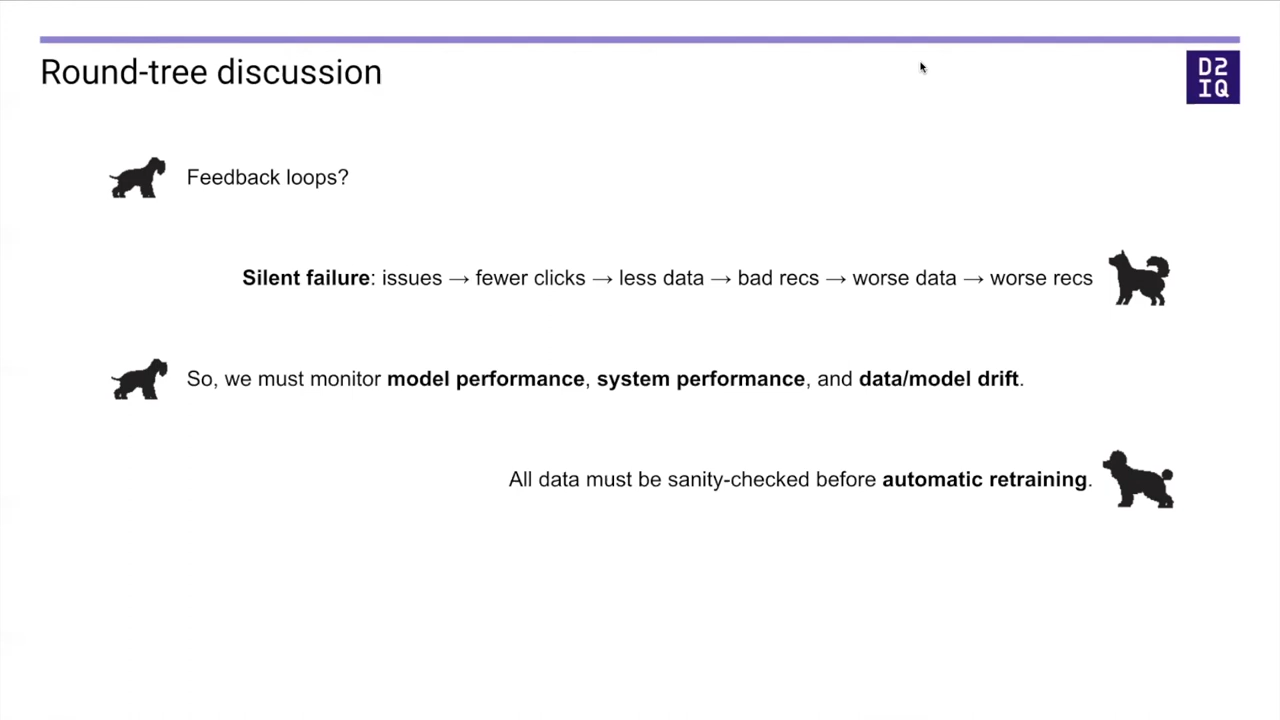 Round-tree discussion
D2
IQ
Feedback loops?
Silent failure: issues → fewer clicks → less data → bad recs → worse data → worse recs
So, we must monitor model performance, system performance, and data/model drift.
All data must be sanity-checked before automatic retraining.